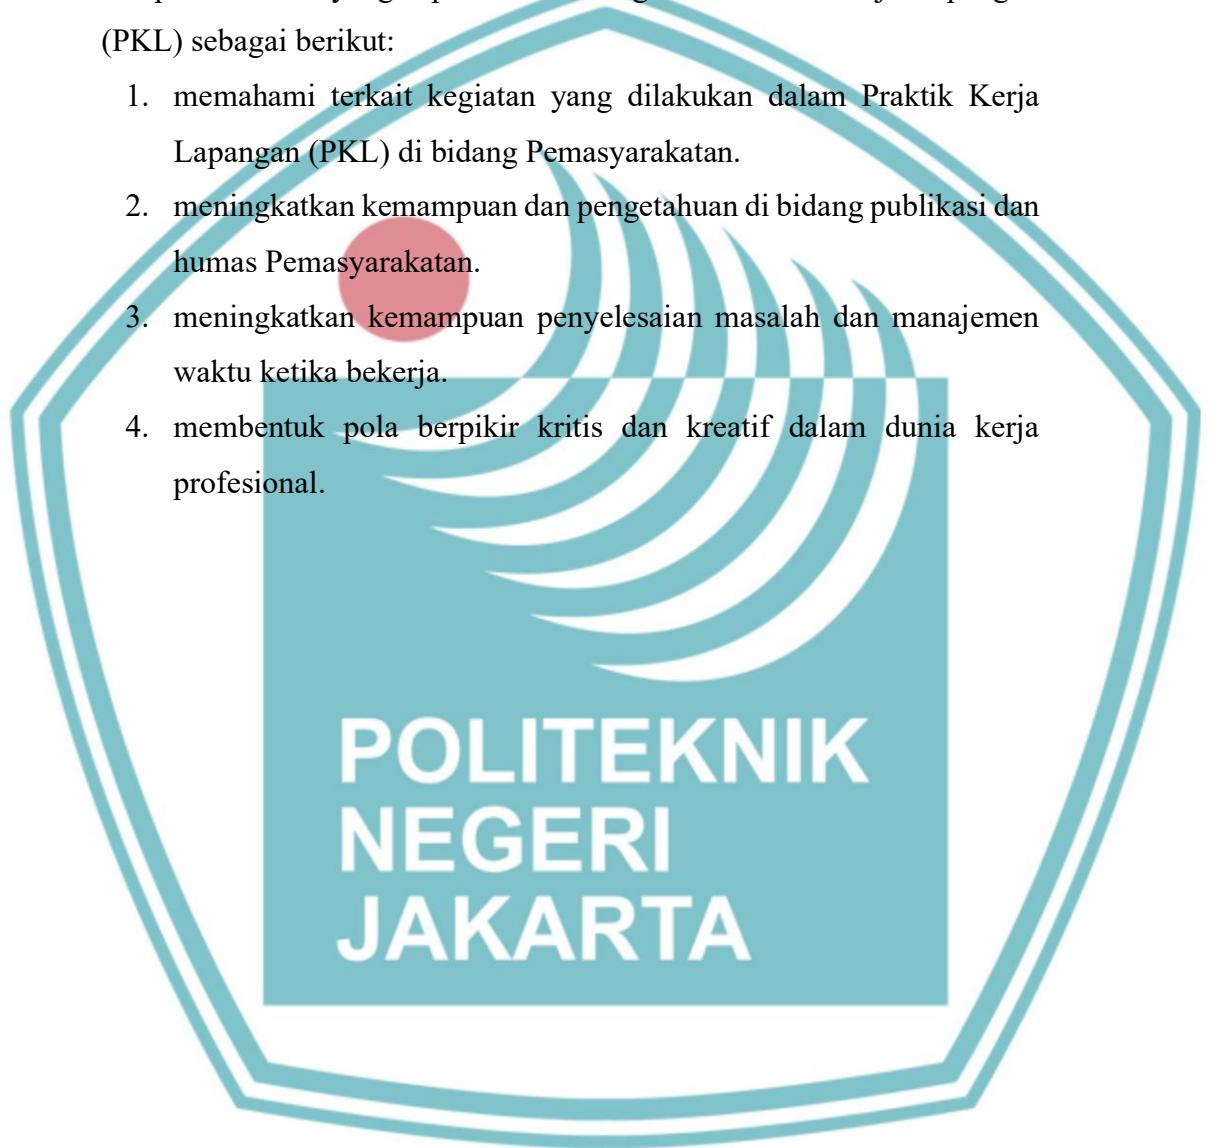 (PKL) sebagai berikut:
1. memahami terkait kegiatan yang dilakukan dalam Praktik Kerja
Lapangan (PKL) di bidang Pemasyarakatan.
2. meningkatkan kemampuan dan pengetahuan di bidang publikasi dan
humas Pemasyarakatan.
3. meningkatkan kemampuan penyelesaian masalah dan manajemen
waktu ketika bekerja.
4. membentuk pola berpikir kritis dan kreatif dalam dunia kerja
profesional.
POLITEKNIK
NEGERI
JAKARTA